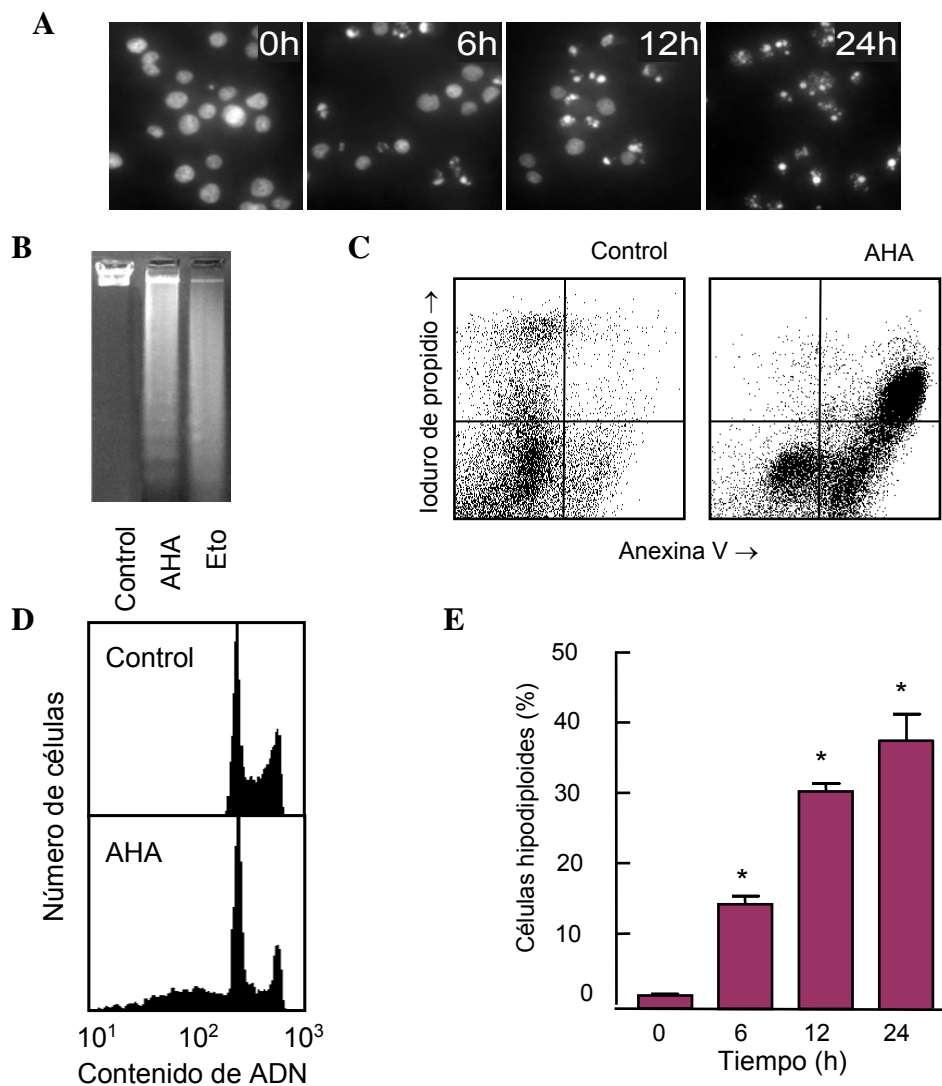 A
0h
6h
12h
24h
B
Control
AHA
Eto
C
Control
AHA
Ioduro de propidio →
Anexina V →
D
Control
AHA
Número de células
10¹
10²
10³
Contenido de ADN
E
Células hipodiploides (%)
50
40
30
20
10
0
*
*
*
0
6
12
24
Tiempo (h)